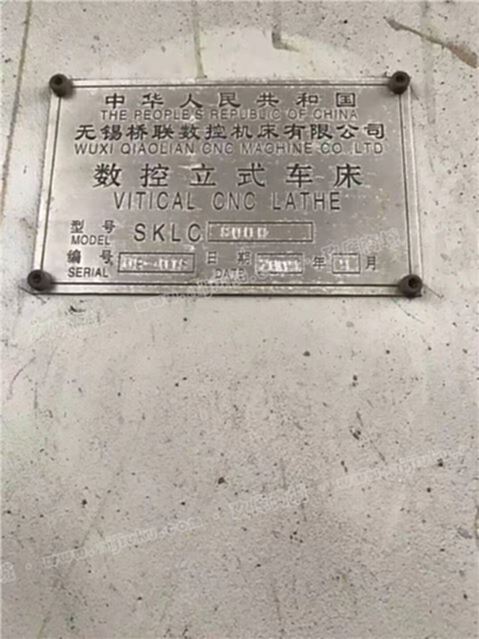 中华人民共和国
THE PEOPLE'S REPUBLIC OF CHINA
无锡桥联数控机床有限公司
WUXI QIAOLIAN CNC MACHINE CO.,LTD
数控立式车床
VITICAL CNC LATHE
型号 SKLC
MODEL
编号 日期 年 月
SERIAL DATE